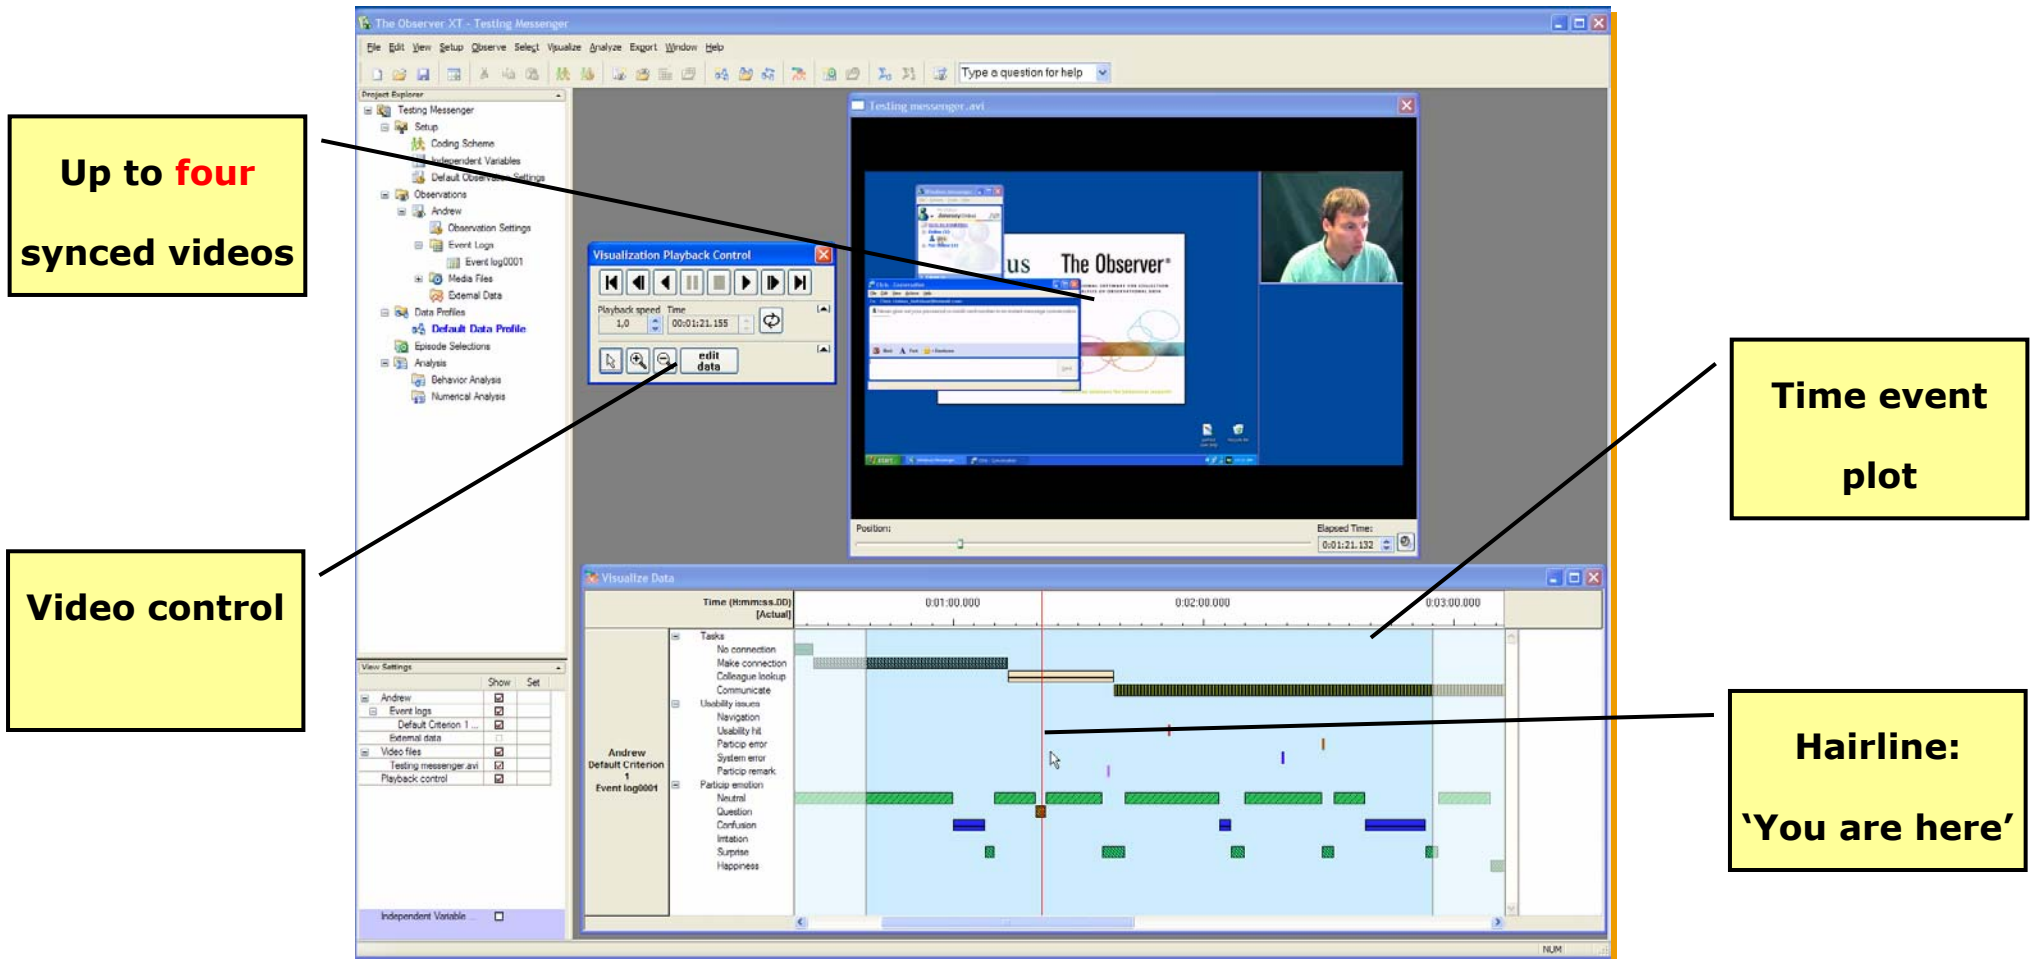 The Observer XT - Testing Messenger
File Edit View Setup Observe Select Visualize Analyze Export Window Help
Type a question for help
Project Explorer
Testing Messenger
Setup
Coding Scheme
Independent Variables
Default Observation Settings
Observations
Andrew
Observation Settings
Event Logs
Event log0001
Media Files
External Data
Data Profiles
Default Data Profile
Episode Selections
Analysis
Behavior Analysis
Numerical Analysis
Up to four
synced videos
Video control
Visualization Playback Control
Playback speed Time
1,0 00:01:21.155
edit
data
Testing messenger.avi
The Observer
Position:
Elapsed Time:
0:01:21.132
Time event
plot
Hairline:
‘You are here’
View Settings
Show Set
Andrew
Event logs
Default Criterion 1 ...
External data
Video files
Testing messenger.avi
Playback control
Independent Variable ...
Visualize Data
Time (H:mm:ss.DD)
[Actual]
0:01:00.000 0:02:00.000 0:03:00.000
Andrew
Default Criterion
1
Event log0001
Tasks
No connection
Make connection
Colleague lookup
Communicate
Usability issues
Navigation
Usability hit
Particip error
System error
Particip remark
Particip emotion
Neutral
Question
Confusion
Irritation
Surprise
Happiness
NUM